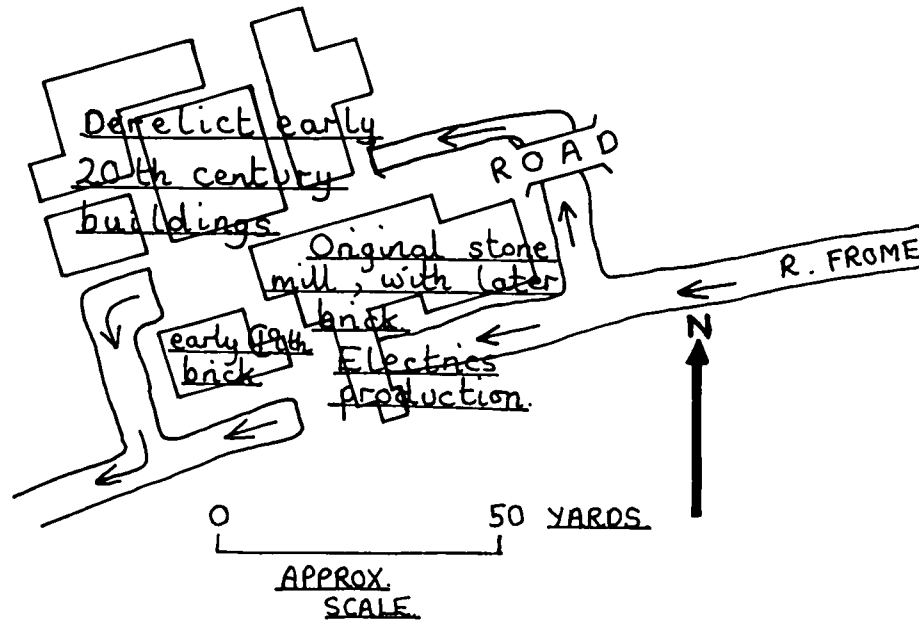 Derelict early
20th century
buildings
ROAD
Original stone
mill, with later
brick
R. FROME
early 19th
brick
Electrics
production.
N
0 50 YARDS
APPROX.
SCALE